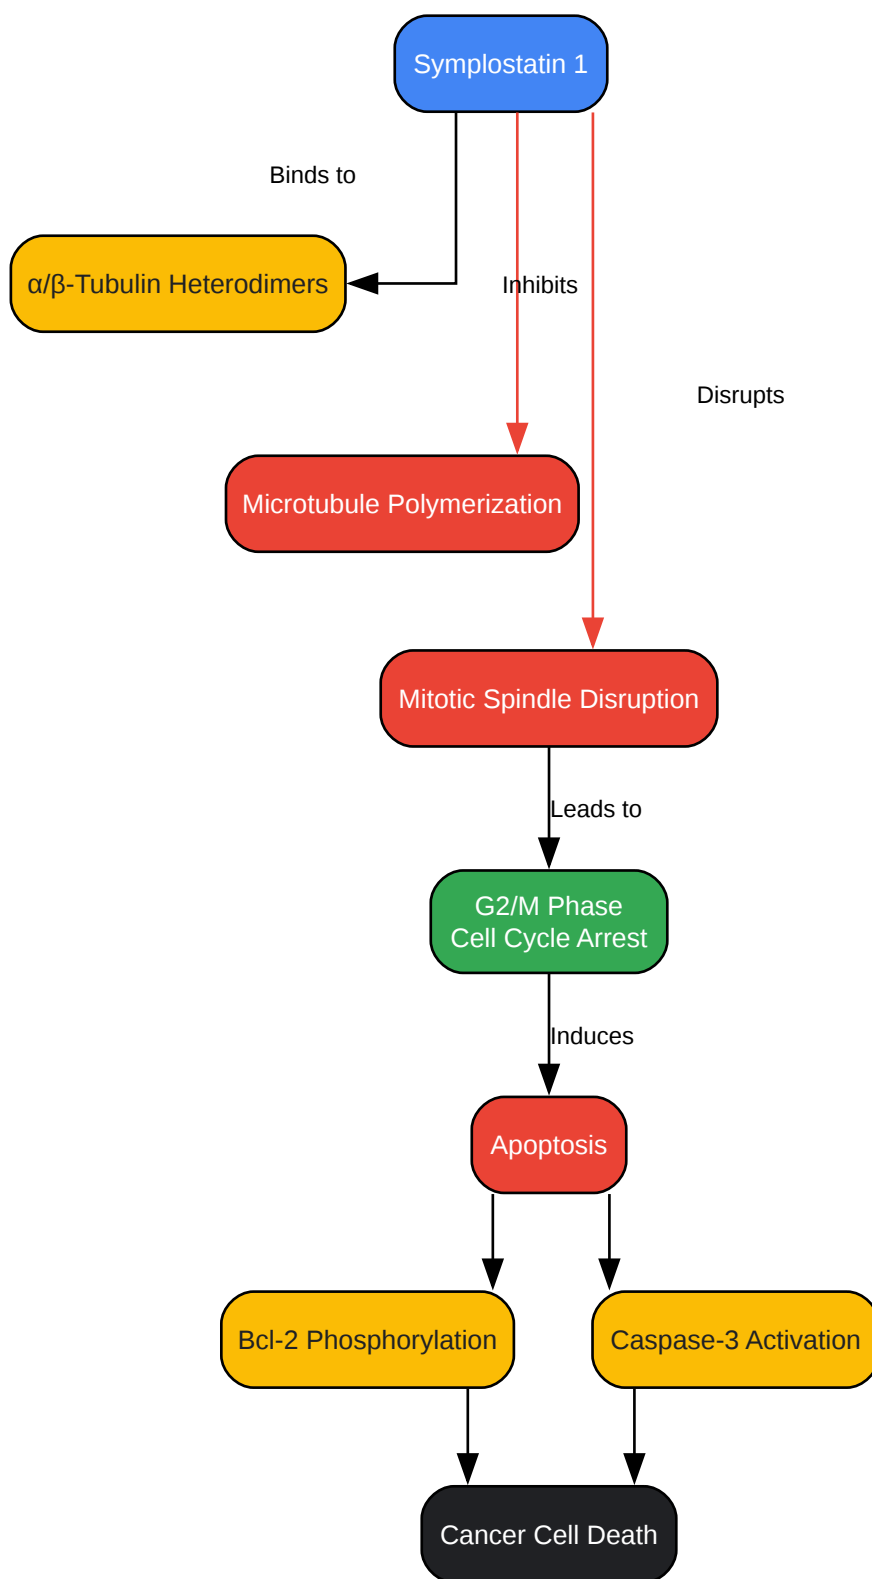 Symplostatin 1
Binds to
α/β-Tubulin Heterodimers
Inhibits
Disrupts
Microtubule Polymerization
Mitotic Spindle Disruption
Leads to
G2/M Phase
Cell Cycle Arrest
Induces
Apoptosis
Bcl-2 Phosphorylation
Caspase-3 Activation
Cancer Cell Death